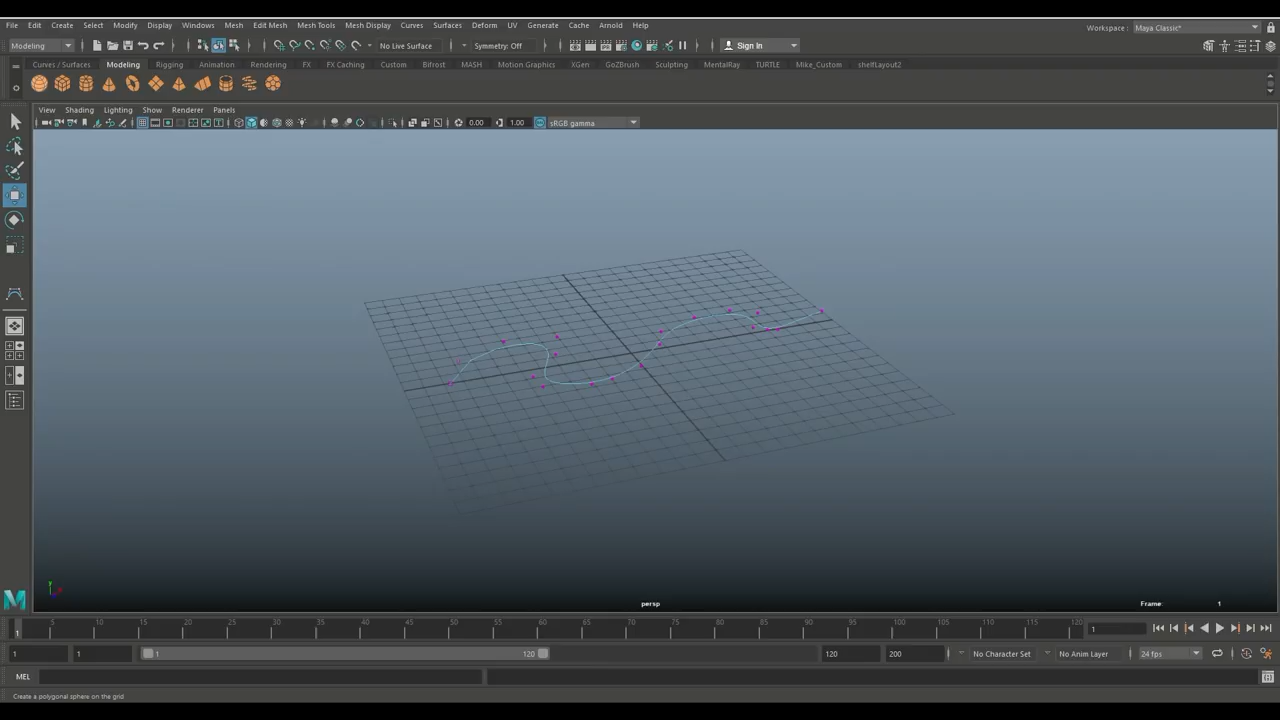 File Edit Create Select Modify Display Windows Mesh Edit Mesh Mesh Tools Mesh Display Curves Surfaces Deform UV Generate Cache Arnold Help
Workspace : Maya Classic*
Modeling No Live Surface Symmetry: Off Sign In
Curves / Surfaces Modeling Rigging Animation Rendering FX FX Caching Custom Bifrost MASH Motion Graphics XGen GoZBrush Sculpting MentalRay TURTLE Mike_Custom shelfLayout2
View Shading Lighting Show Renderer Panels
0.00 1.00 sRGB gamma
y
persp
Frame: 1
1 5 10 15 20 25 30 35 40 45 50 55 60 65 70 75 80 85 90 95 100 105 110 115 120 1
1 1 1 120 120 200 No Character Set No Anim Layer 24 fps
MEL
Create a polygonal sphere on the grid